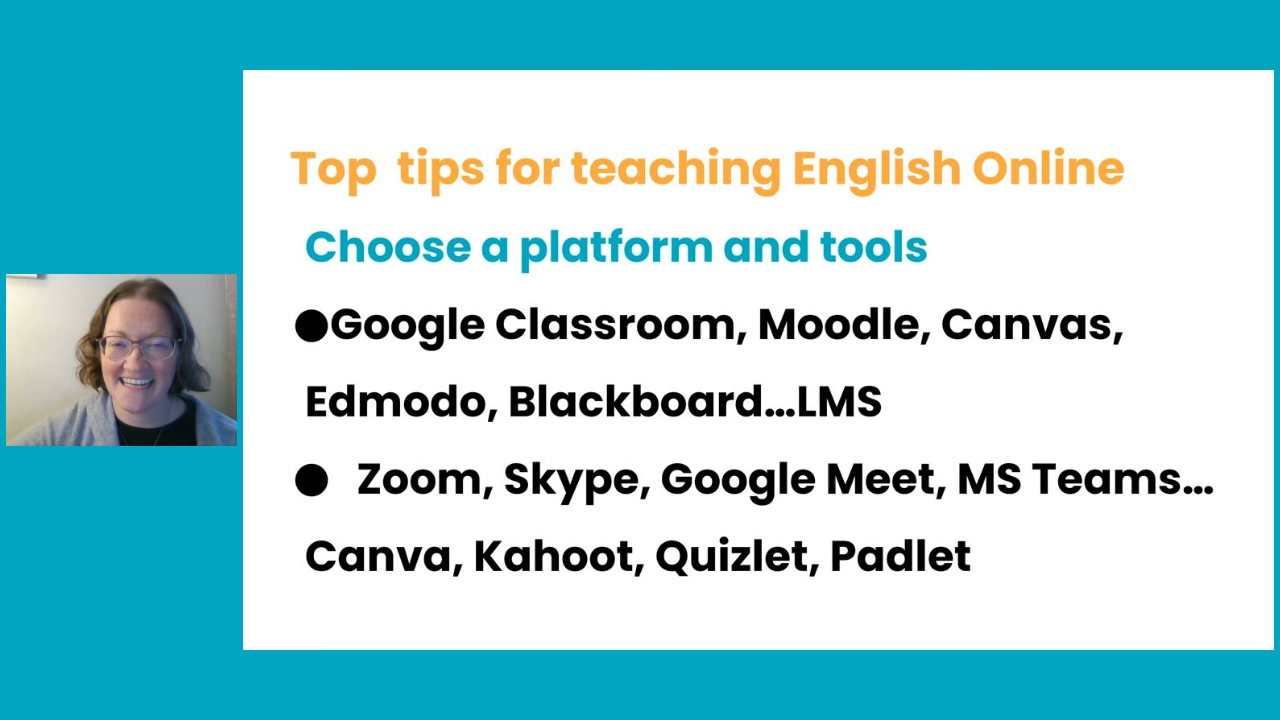 Top  tips for teaching English Online
Choose a platform and tools
●Google Classroom, Moodle, Canvas,
Edmodo, Blackboard...LMS
●  Zoom, Skype, Google Meet, MS Teams...
Canva, Kahoot, Quizlet, Padlet